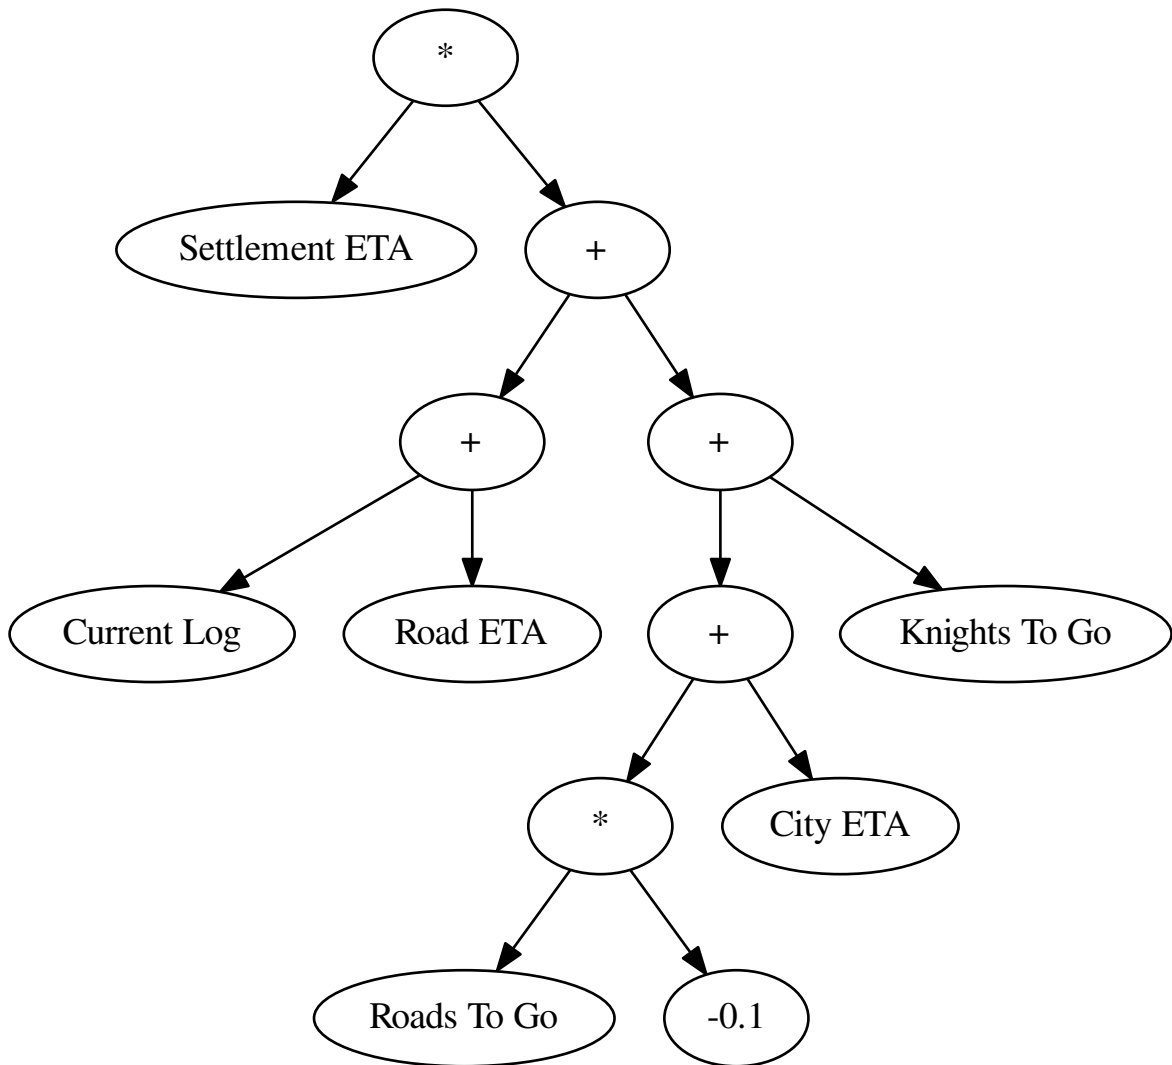 *
Settlement ETA
+
+
+
Current Log
Road ETA
+
Knights To Go
*
City ETA
Roads To Go
-0.1